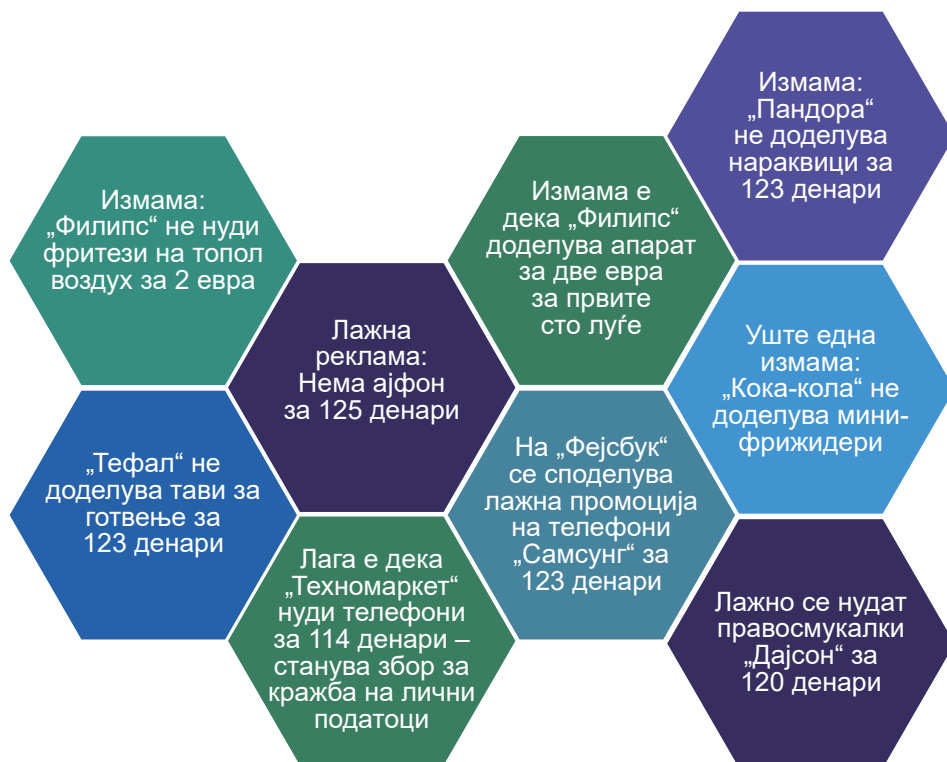 Измама:
„Пандора“
не доделува
нараквици за
123 денари
Измама:
„Филипс“ не нуди
фритези на топол
воздух за 2 евра
Измама е
дека „Филипс“
доделува апарат
за две евра
за првите
сто луѓе
Лажна
реклама:
Нема ајфон
за 125 денари
Уште една
измама:
„Кока-кола“ не
доделува мини-
фрижидери
„Тефал“ не
доделува тави за
готвење за
123 денари
На „Фејсбук“
се споделува
лажна промоција
на телефони
„Самсунг“ за
123 денари
Лага е дека
„Техномаркет“
нуди телефони
за 114 денари –
станува збор за
кражба на лични
податоци
Лажно се нудат
правосмукалки
„Дајсон“ за
120 денари